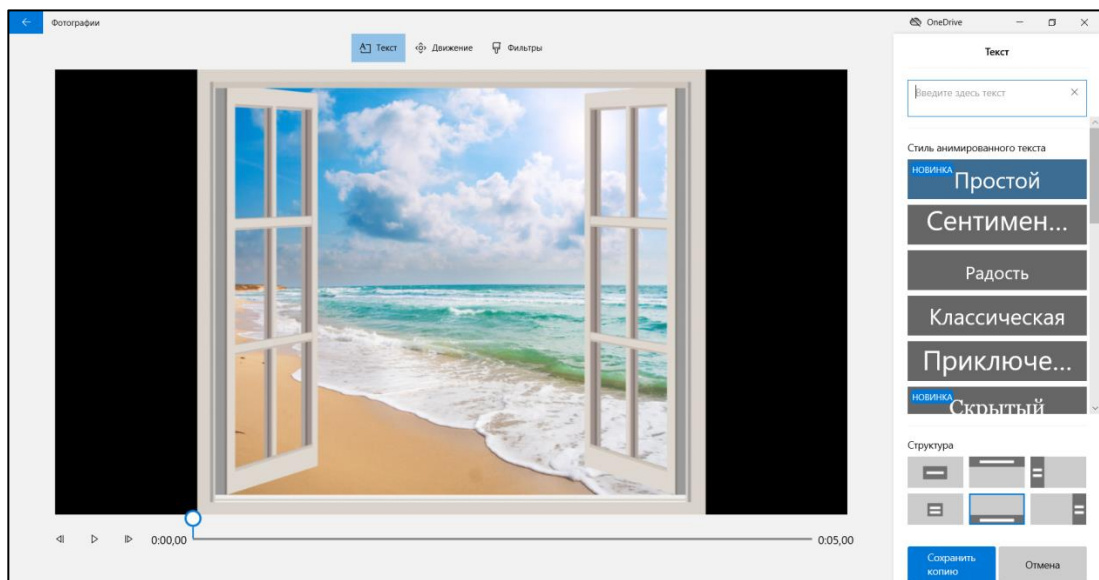 Фотографии
OneDrive
Текст Движение Фильтры
Текст
Введите здесь текст
Стиль анимированного текста
НОВИНКА
Простой
Сентимен...
Радость
Классическая
Приключе...
НОВИНКА
Скрытый
Структура
0:00,00 0:05,00
Сохранить копию
Отмена